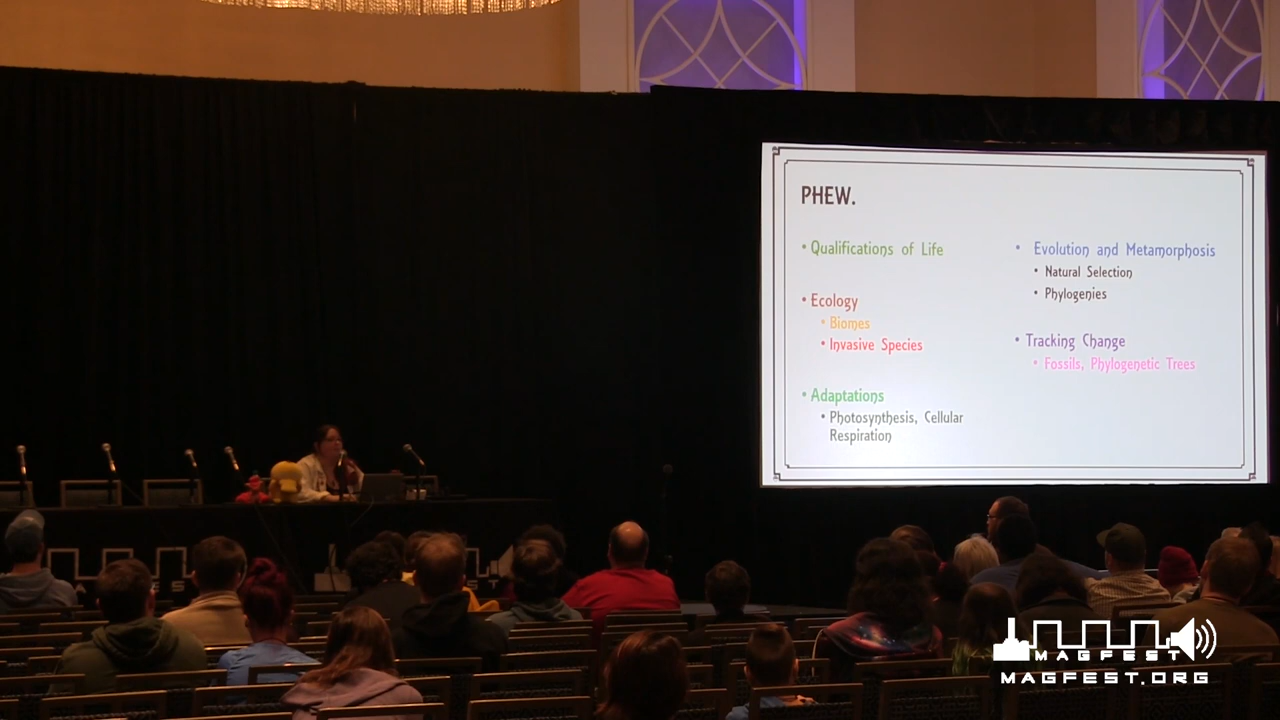 PHEW.
• Qualifications of Life
• Ecology
• Biomes
• Invasive Species
• Adaptations
• Photosynthesis, Cellular
Respiration
• Evolution and Metamorphosis
• Natural Selection
• Phylogenies
• Tracking Change
• Fossils, Phylogenetic Trees
MAGFEST
MAGFEST.ORG